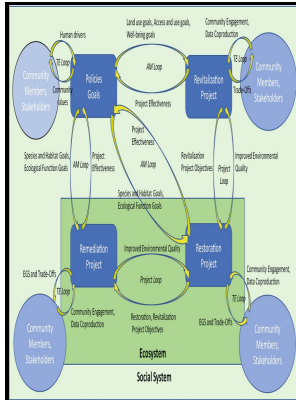 Human drivers
Land use goals, Access and use goals,
Well-being goals
Community Engagement,
Data Coproduction
Community
Members,
Stakeholders
TE Loop
Community
values
Policies
Goals
AM Loop
Project Effectiveness
Revitalization
Project
TE Loop
Trade-Offs
Community
Members,
Stakeholders
Species and Habitat Goals,
Ecological Function Goals
AM Loop
Project
Effectiveness
Project
Effectiveness
AM Loop
Revitalization
Project Objectives
Project
Loop
Improved Environmental
Quality
Species and Habitat Goals,
Ecological Function Goals
Remediation
Project
Improved Environmental Quality
Project Loop
Restoration, Revitalization
Project Objectives
Restoration
Project
EGS and Trade-Offs
TE Loop
Community Engagement,
Data Coproduction
Community Engagement,
Data Coproduction
TE Loop
EGS and Trade-Offs
Community
Members,
Stakeholders
Community
Members,
Stakeholders
Ecosystem
Social System